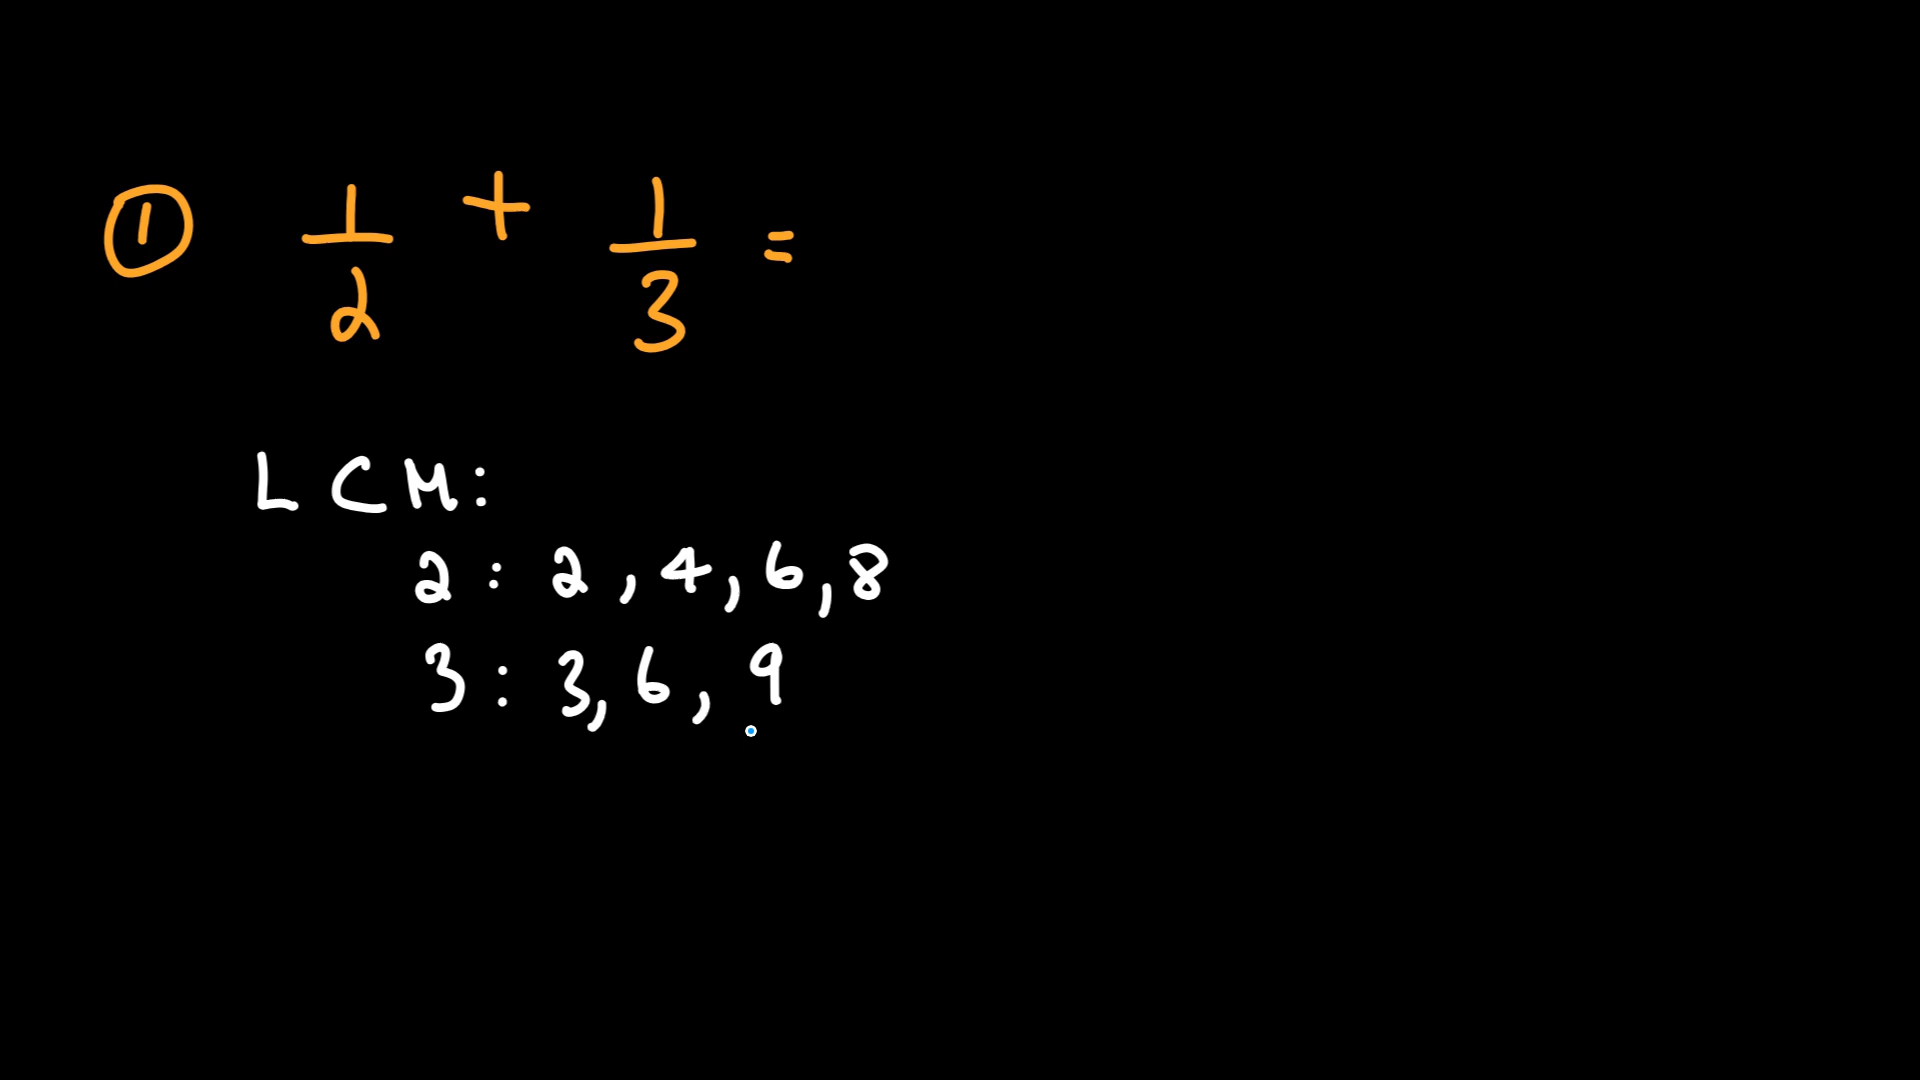 ① 1/2 + 1/3 =
LCM:
2 : 2, 4, 6, 8
3 : 3, 6, 9